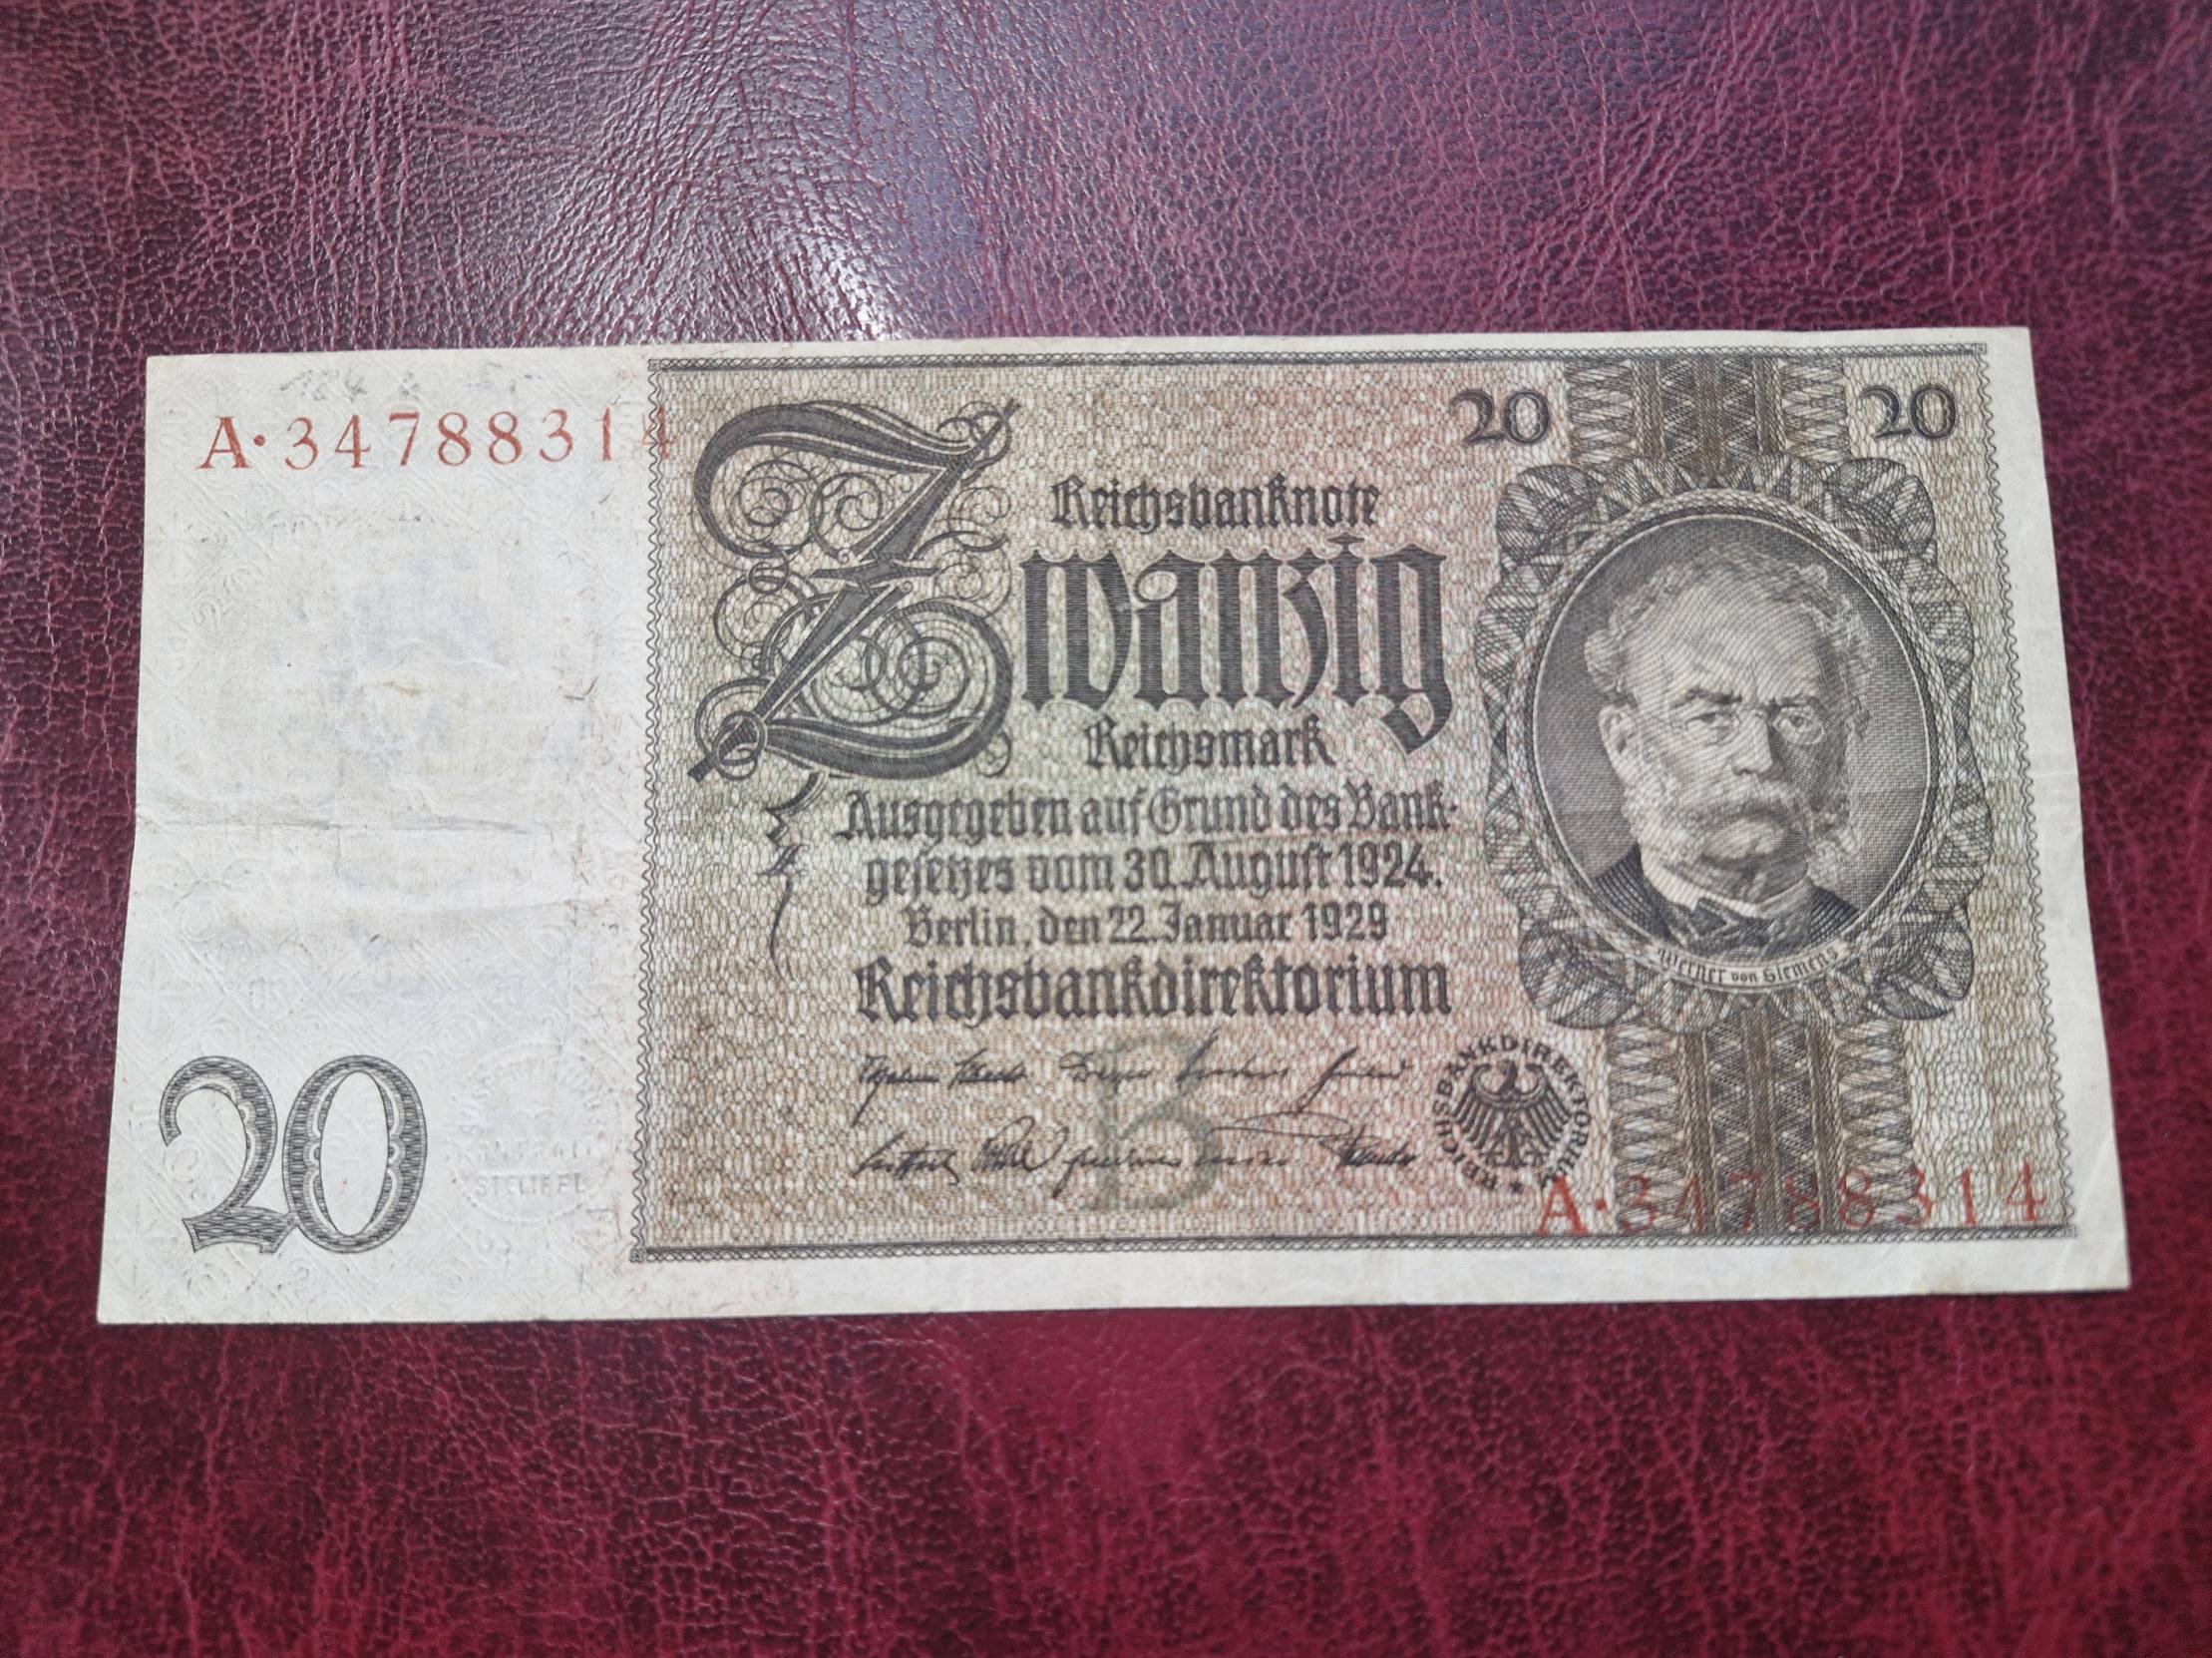 A·34788314
20
20
Reichsbanknote
Zwanzig
Reichsmark
Ausgegeben auf Grund des Bank-
gesetzes vom 30. August 1924.
Berlin, den 22. Januar 1929
Reichsbankdirektorium
Werner von Siemens
REICHSBANKDIREKTORIUM
B
20
A·34788314